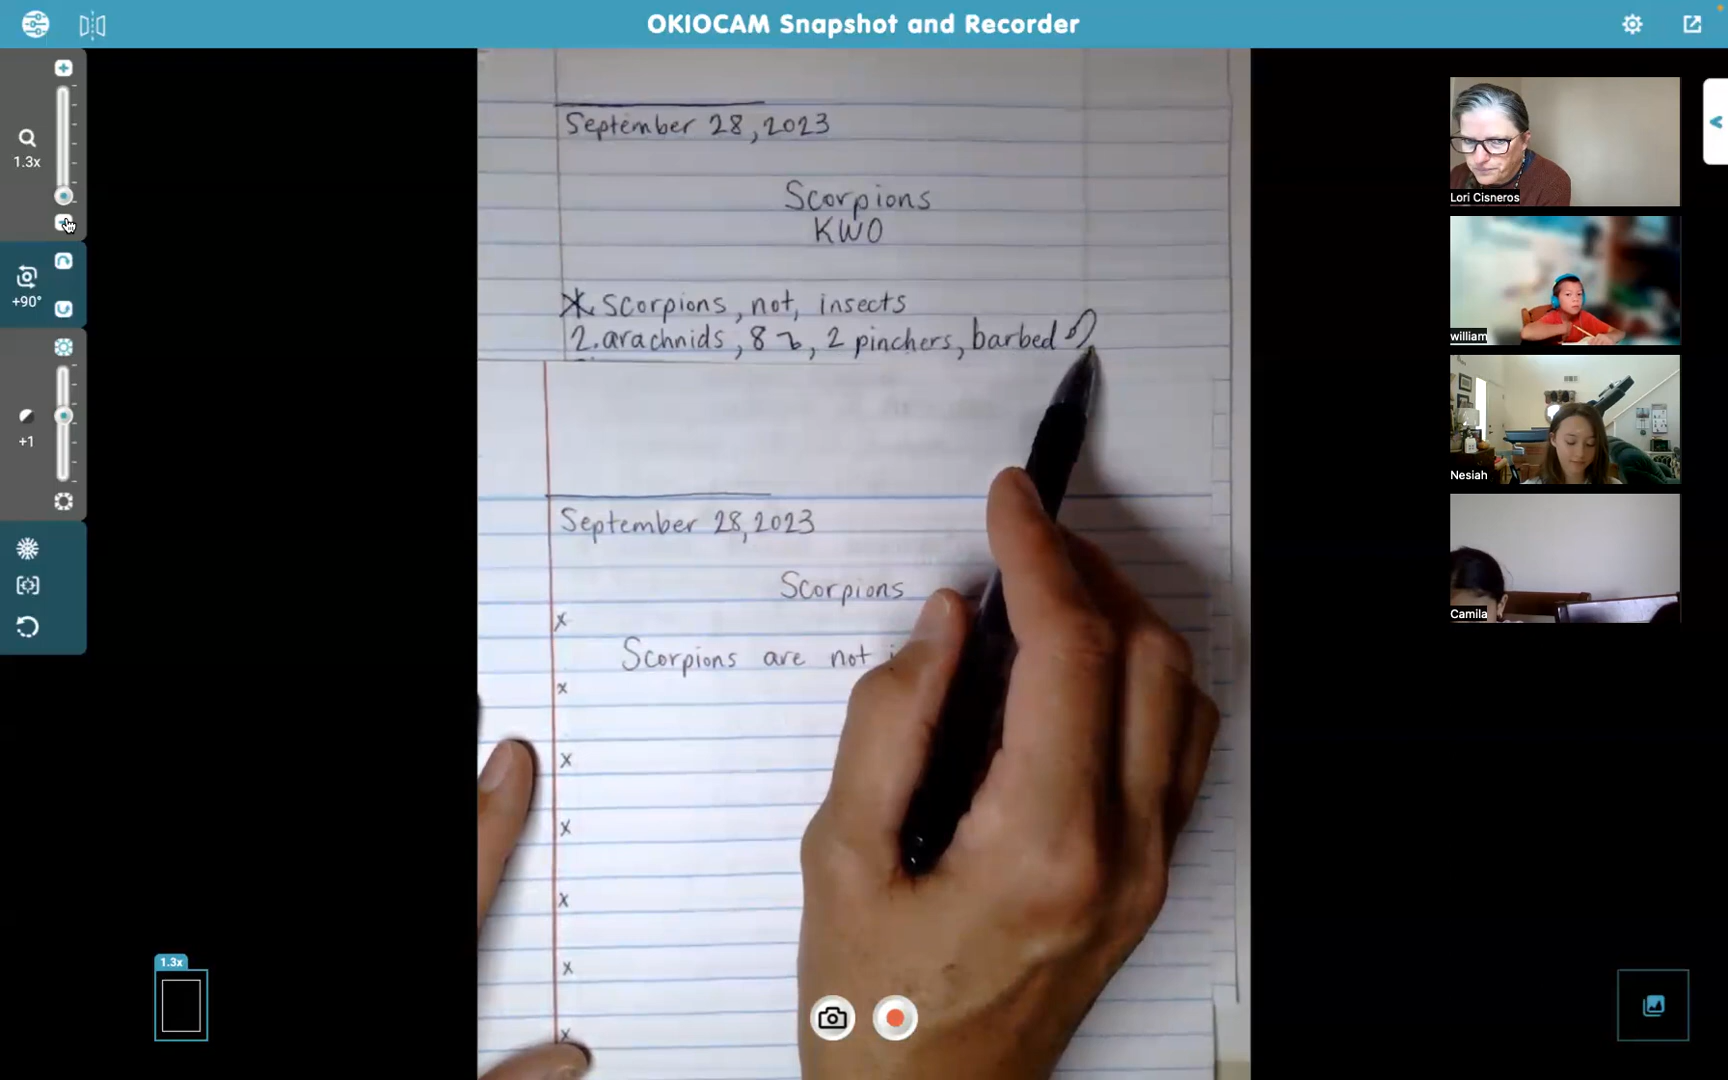 OKIOCAM Snapshot and Recorder
1.3x
+90°
+1
1.3x
September 28, 2023
Scorpions
KWO
scorpions, not, insects
2. arachnids, 8, 2 pinchers, barbed
September 28, 2023
Scorpions
x
Scorpions are not
x
x
x
x
x
x
Lori Cisneros
william
Nesiah
Camila